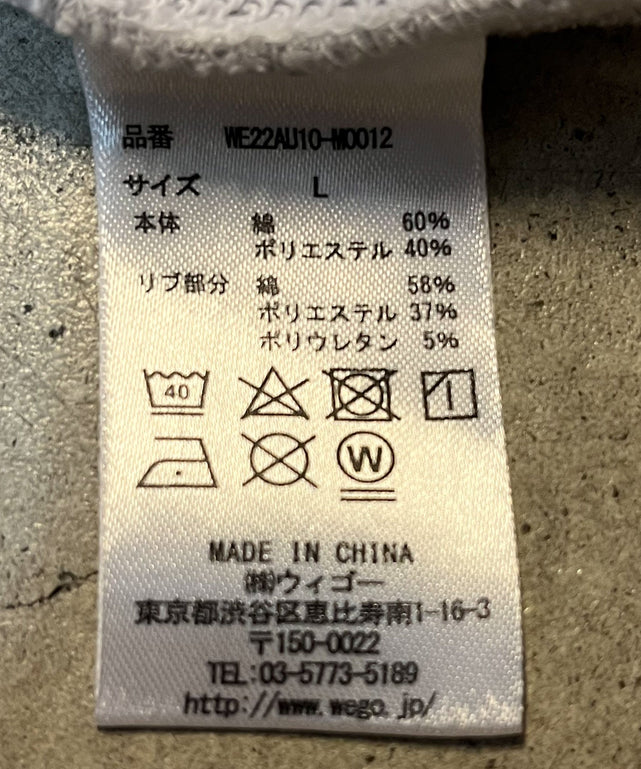 品番 WE22AU10-M0012
サイズ L
本体 綿 60%
ポリエステル 40%
リブ部分 綿 58%
ポリエステル 37%
ポリウレタン 5%
40
W
MADE IN CHINA
㈱ウィゴー
東京都渋谷区恵比寿南1-16-3
〒150-0022
TEL:03-5773-5189
http://www.wego.jp/